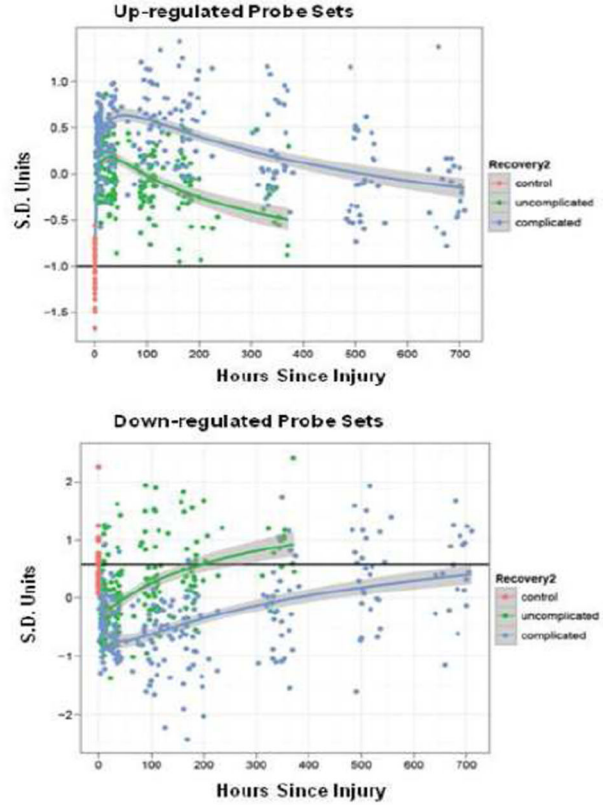 Up-regulated Probe Sets
1.0
0.5
0.0
−0.5
−1.0
−1.5
S.D. Units
0 100 200 300 400 500 600 700
Hours Since Injury
Recovery2
control
uncomplicated
complicated
Down-regulated Probe Sets
2
1
0
−1
−2
S.D. Units
0 100 200 300 400 500 600 700
Hours Since Injury
Recovery2
control
uncomplicated
complicated